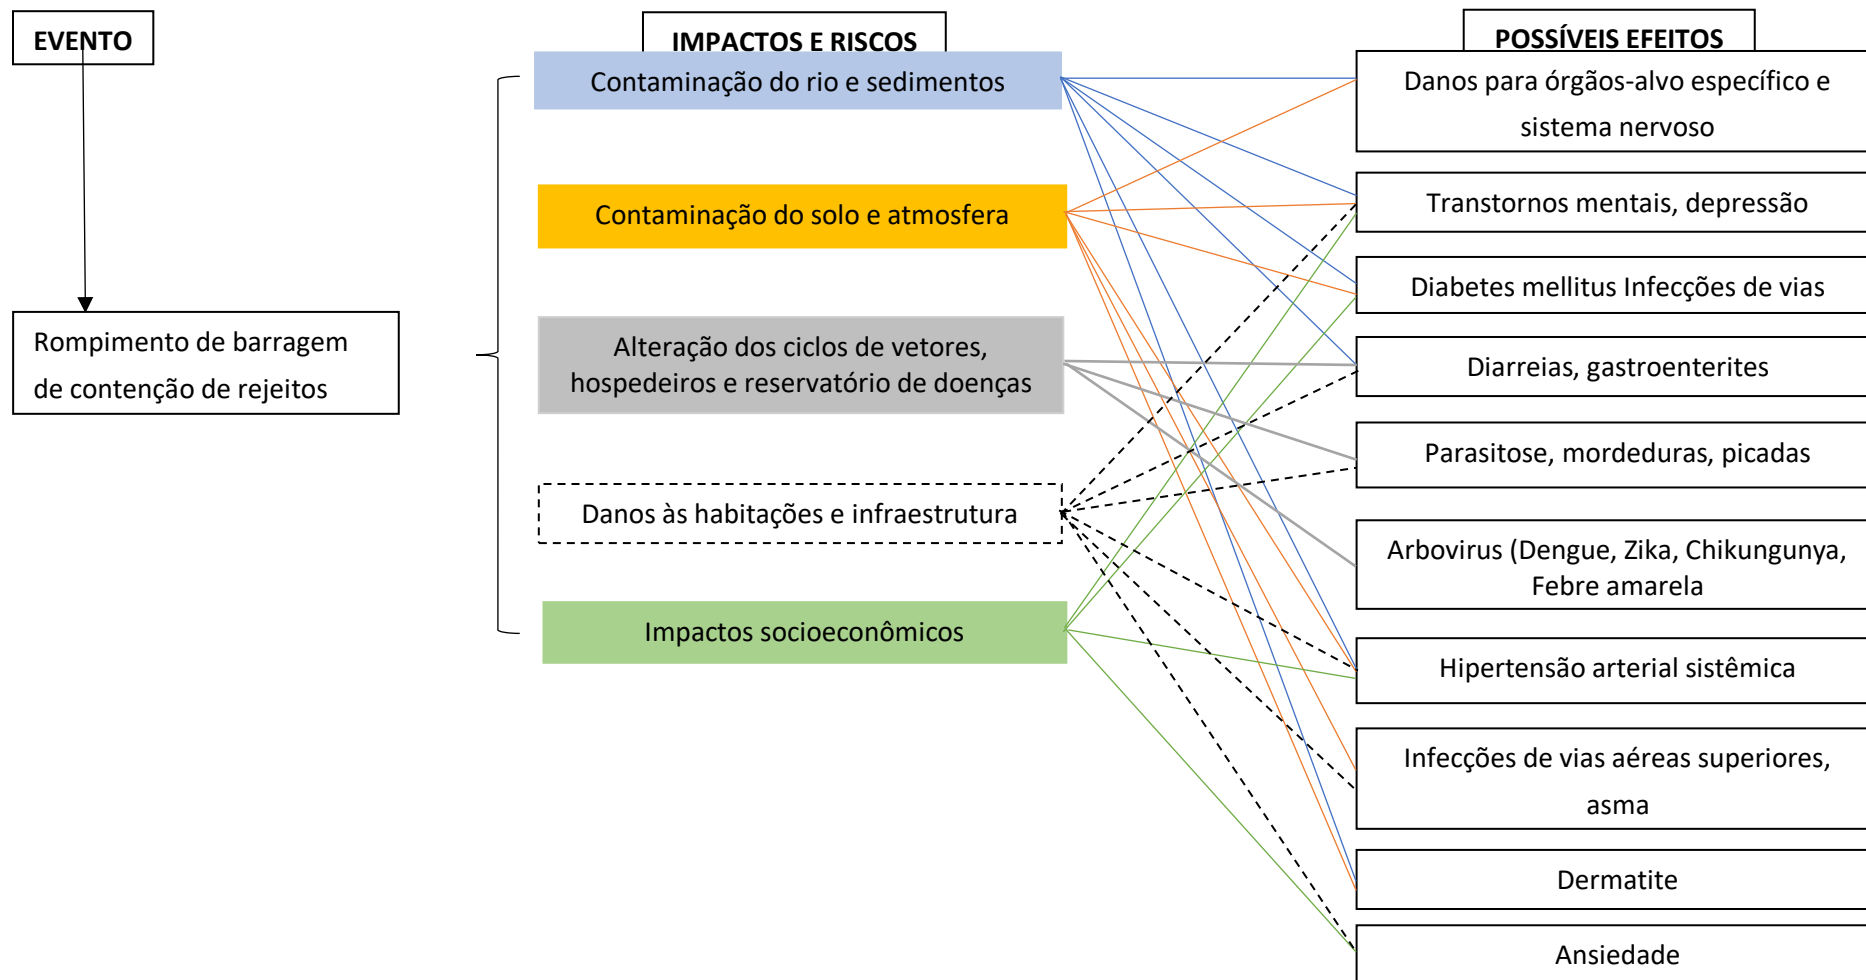 EVENTO
Rompimento de barragem
de contenção de rejeitos
IMPACTOS E RISCOS
Contaminação do rio e sedimentos
Contaminação do solo e atmosfera
Alteração dos ciclos de vetores,
hospedeiros e reservatório de doenças
Danos às habitações e infraestrutura
Impactos socioeconômicos
POSSÍVEIS EFEITOS
Danos para órgãos-alvo específico e
sistema nervoso
Transtornos mentais, depressão
Diabetes mellitus Infecções de vias
Diarreias, gastroenterites
Parasitose, mordeduras, picadas
Arbovirus (Dengue, Zika, Chikungunya,
Febre amarela
Hipertensão arterial sistêmica
Infecções de vias aéreas superiores,
asma
Dermatite
Ansiedade